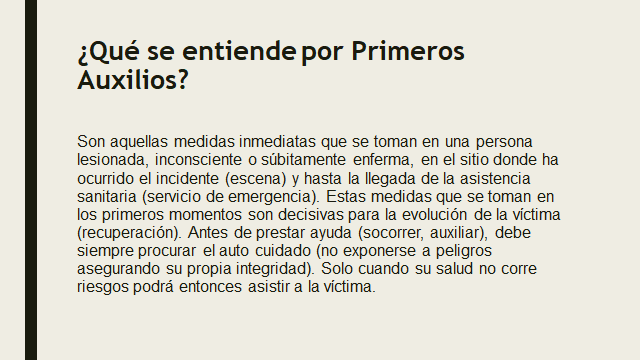 ¿Qué se entiende por Primeros
Auxilios?
Son aquellas medidas inmediatas que se toman en una persona
lesionada, inconsciente o súbitamente enferma, en el sitio donde ha
ocurrido el incidente (escena) y hasta la llegada de la asistencia
sanitaria (servicio de emergencia). Estas medidas que se toman en
los primeros momentos son decisivas para la evolución de la víctima
(recuperación). Antes de prestar ayuda (socorrer, auxiliar), debe
siempre procurar el auto cuidado (no exponerse a peligros
asegurando su propia integridad). Solo cuando su salud no corre
riesgos podrá entonces asistir a la víctima.